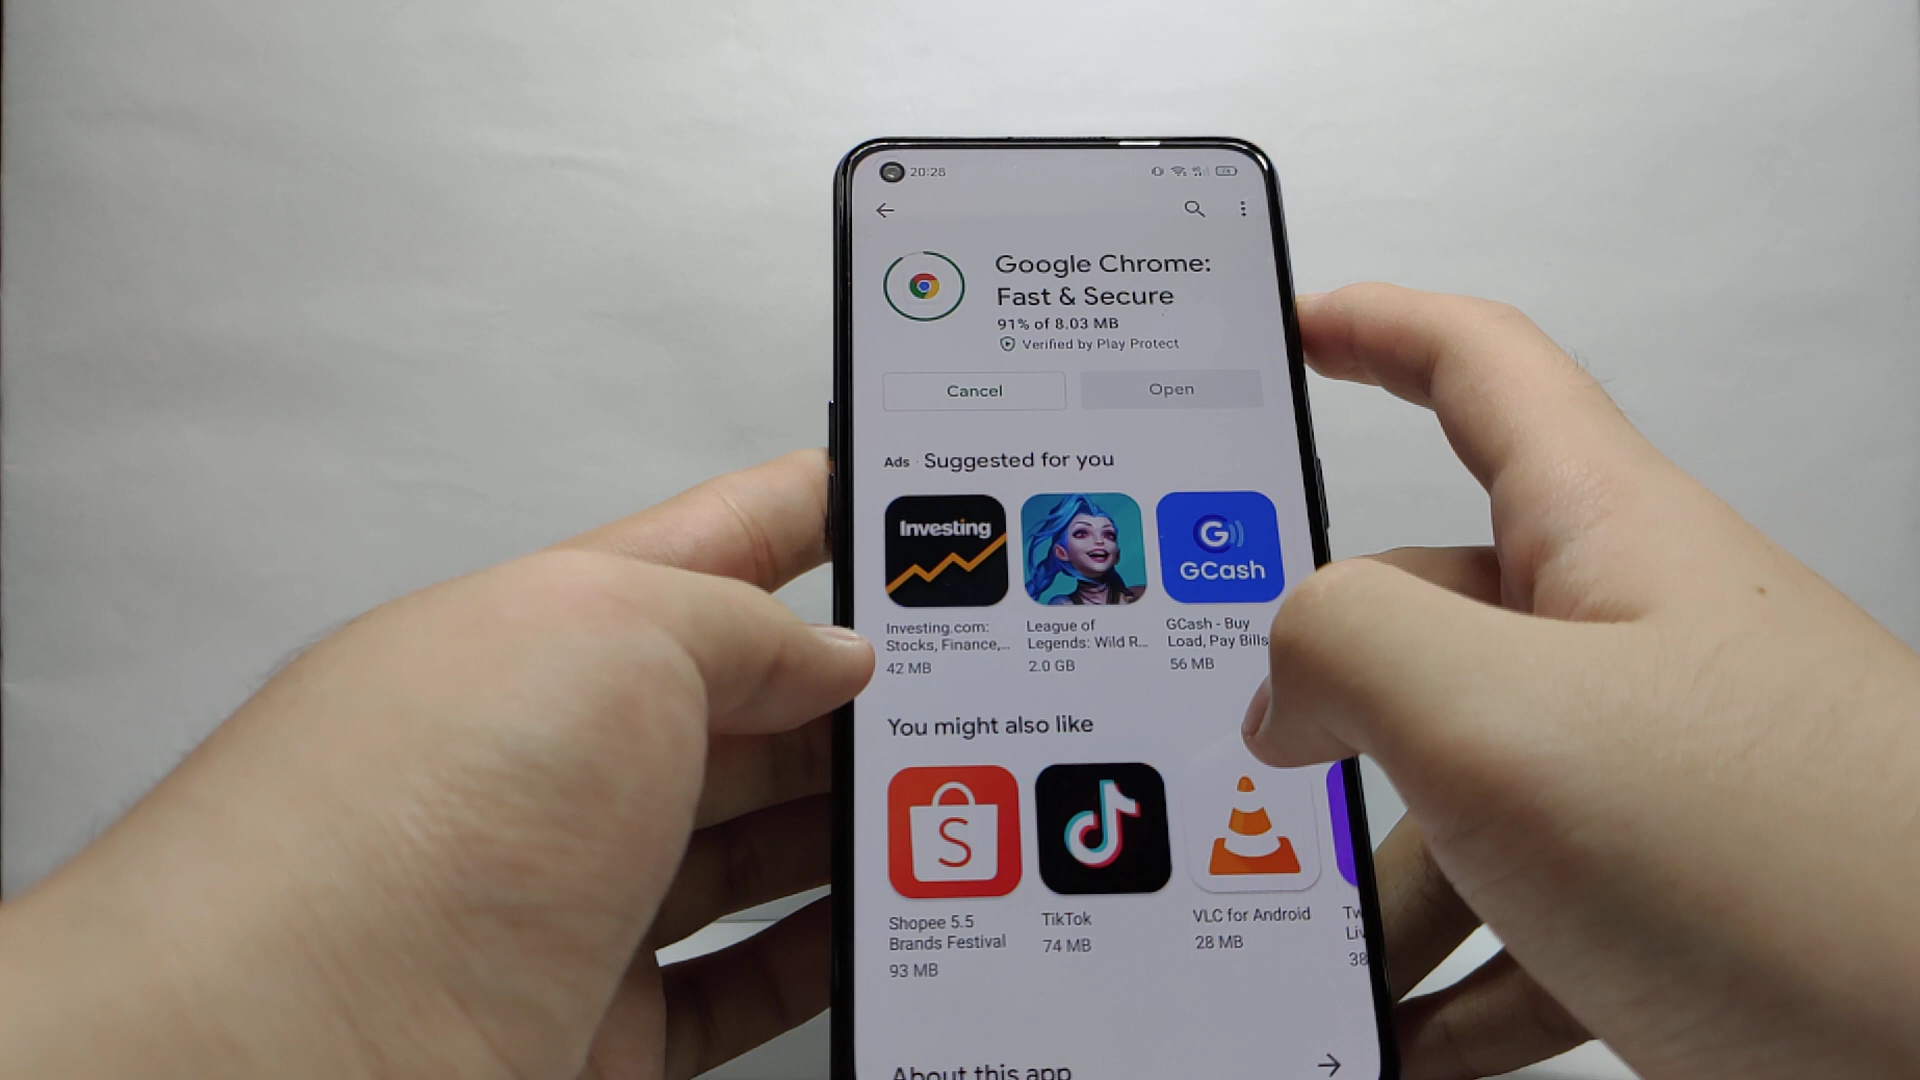 20:28
Google Chrome:
Fast & Secure
91% of 8.03 MB
Verified by Play Protect
Cancel
Open
Ads · Suggested for you
Investing
G
GCash
Investing.com:
Stocks, Finance,...
42 MB
League of
Legends: Wild R...
2.0 GB
GCash - Buy
Load, Pay Bills
56 MB
You might also like
S
Shopee 5.5
Brands Festival
93 MB
TikTok
74 MB
VLC for Android
28 MB
Tw
Liv
38
About this app